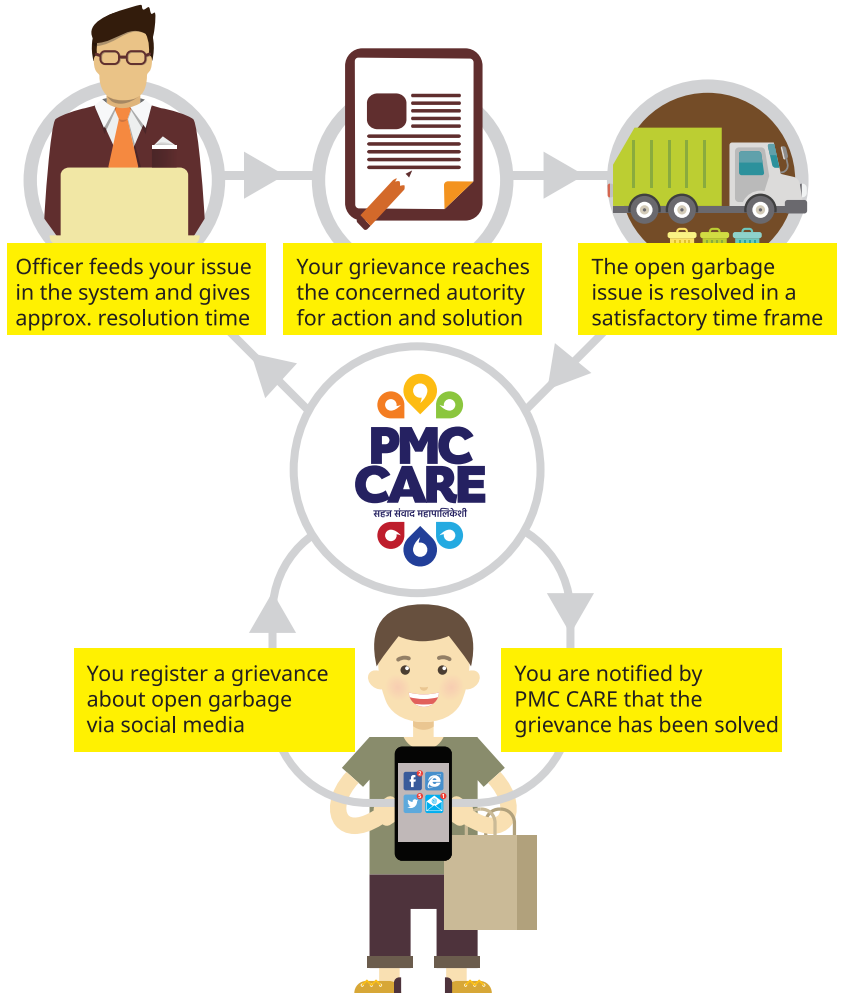 Officer feeds your issue
in the system and gives
approx. resolution time
Your grievance reaches
the concerned autority
for action and solution
The open garbage
issue is resolved in a
satisfactory time frame
PMC
CARE
सहज संवाद महापालिकेशी
You register a grievance
about open garbage
via social media
You are notified by
PMC CARE that the
grievance has been solved